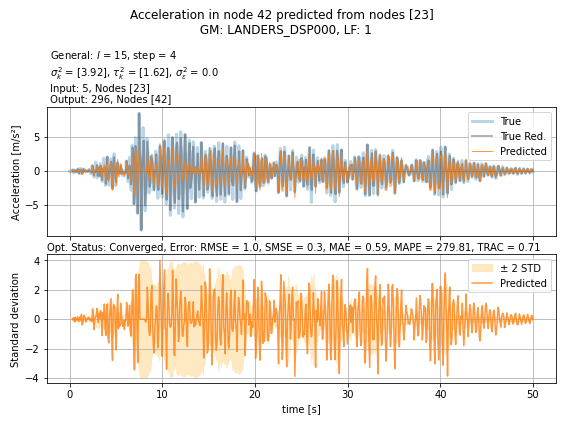 Acceleration in node 42 predicted from nodes [23]
GM: LANDERS_DSP000, LF: 1
General: l = 15, step = 4
σ²ₖ = [3.92], τ²ₖ = [1.62], σ²ε = 0.0
Input: 5, Nodes [23]
Output: 296, Nodes [42]
True
True Red.
Predicted
Acceleration [m/s²]
5
0
−5
Opt. Status: Converged, Error: RMSE = 1.0, SMSE = 0.3, MAE = 0.59, MAPE = 279.81, TRAC = 0.71
± 2 STD
Predicted
Standard deviation
4
2
0
−2
−4
0 10 20 30 40 50
time [s]